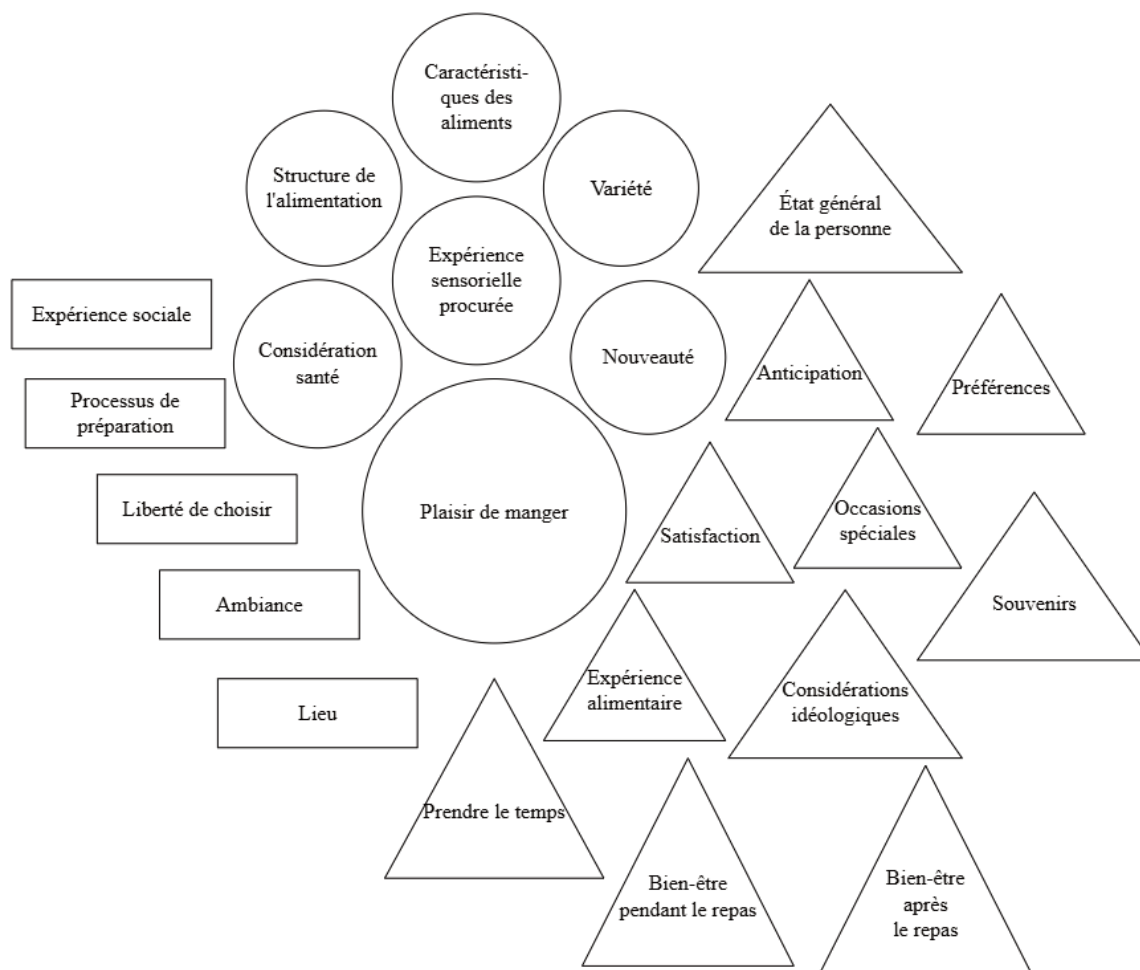 Caractéristi-
ques des
aliments
Structure de
l'alimentation
Variété
État général
de la personne
Expérience
sensorielle
procurée
Expérience sociale
Considération
santé
Nouveauté
Anticipation
Préférences
Processus de
préparation
Liberté de choisir
Plaisir de manger
Satisfaction
Occasions
spéciales
Ambiance
Souvenirs
Expérience
alimentaire
Considérations
idéologiques
Lieu
Prendre le temps
Bien-être
pendant le repas
Bien-être
après
le repas